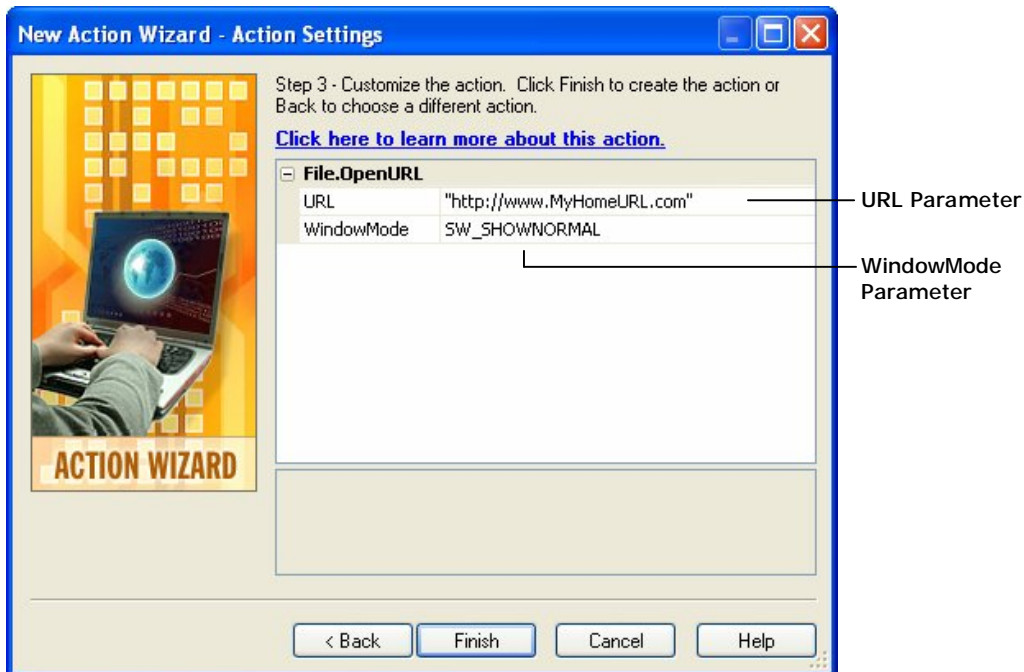 New Action Wizard - Action Settings
Step 3 - Customize the action. Click Finish to create the action or
Back to choose a different action.
Click here to learn more about this action.
File.OpenURL
URL "http://www.MyHomeURL.com"
WindowMode SW_SHOWNORMAL
URL Parameter
WindowMode
Parameter
ACTION WIZARD
< Back Finish Cancel Help